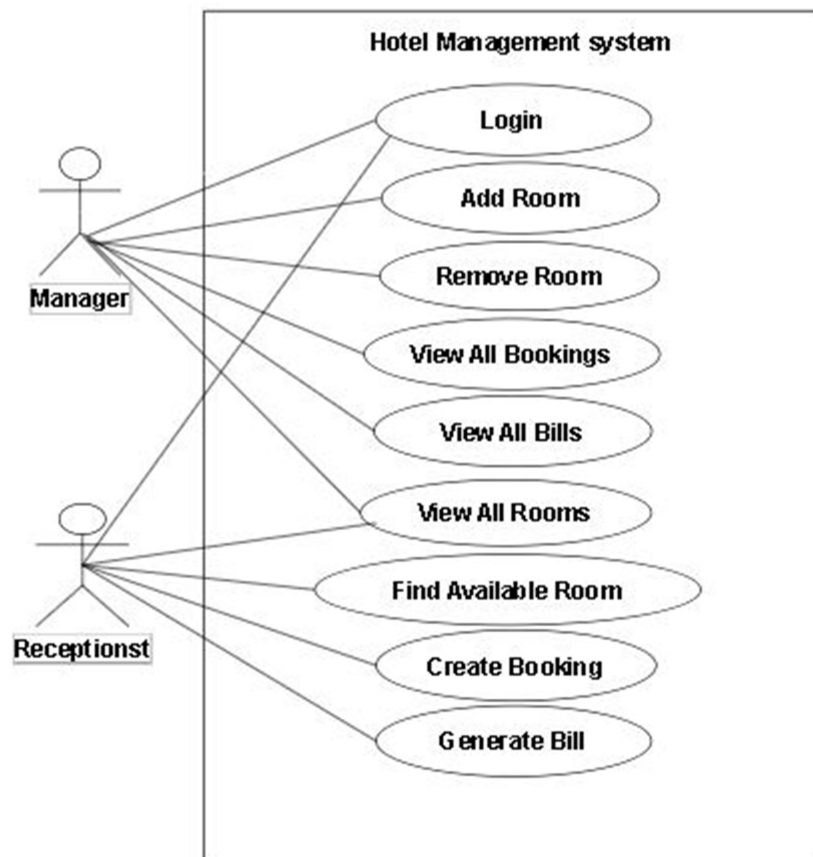 Hotel Management system
Login
Add Room
Remove Room
Manager
View All Bookings
View All Bills
View All Rooms
Find Available Room
Receptionst
Create Booking
Generate Bill